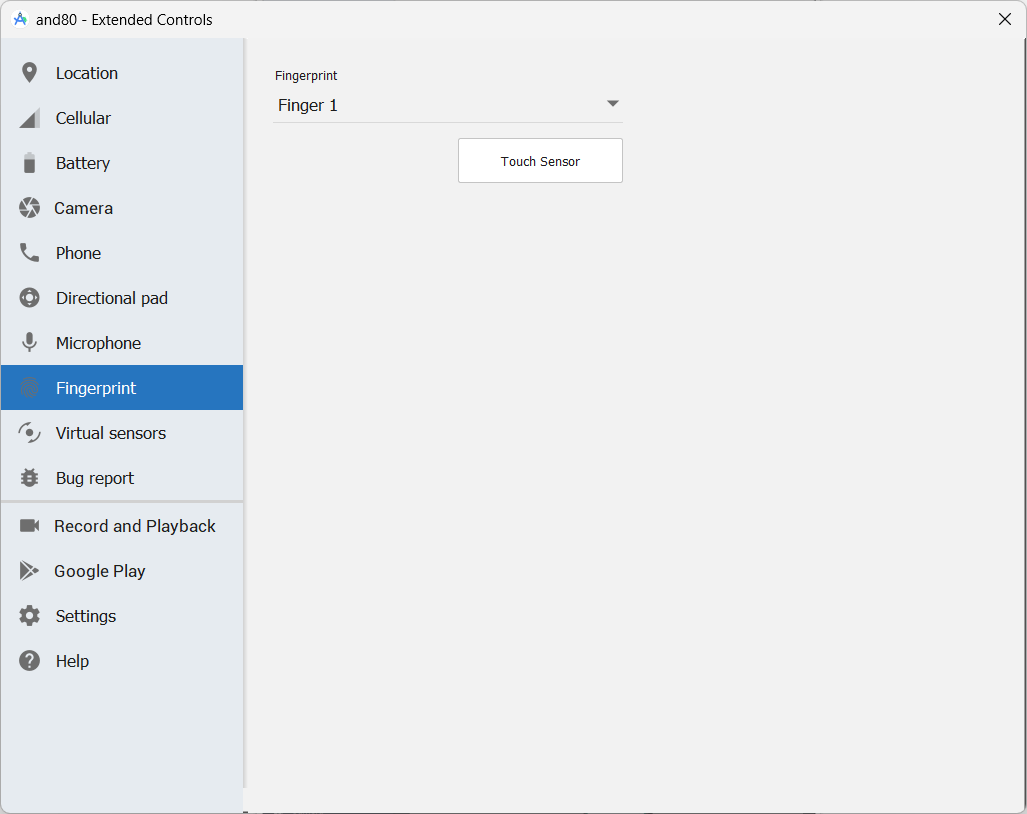 and80 - Extended Controls
Location
Cellular
Battery
Camera
Phone
Directional pad
Microphone
Fingerprint
Virtual sensors
Bug report
Record and Playback
Google Play
Settings
Help
Fingerprint
Finger 1
Touch Sensor